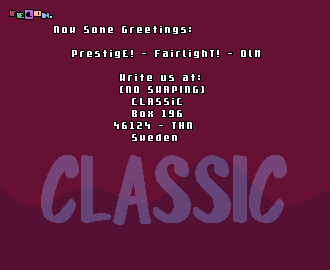 Now Some Greetings:
PrestigE! - FairlighT! - DLM
Write us at:
(NO SWAPING)
CLASSiC
Box 196
46124 - THN
Sweden
CLASSIC